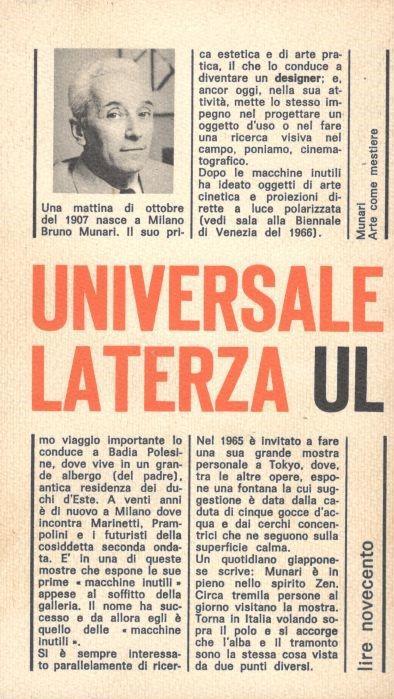 UNIVERSALE
LATERZA UL
Una mattina di ottobre
del 1907 nasce a Milano
Bruno Munari. Il suo pri-
mo viaggio importante lo
conduce a Badia Polesi-
ne, dove vive in un gran-
de albergo (del padre),
antica residenza dei du-
chi d'Este. A venti anni
è di nuovo a Milano dove
incontra Marinetti, Pram-
polini e i futuristi della
cosiddetta seconda onda-
ta. E' in una di queste
mostre che espone le sue
prime « macchine inutili »
appese al soffitto della
galleria. Il nome ha suc-
cesso e da allora egli è
quello delle « macchine
inutili ».
Si è sempre interessa-
to parallelamente di ricer-
ca estetica e di arte pra-
tica, il che lo conduce a
diventare un designer; e,
ancor oggi, nella sua at-
tività, mette lo stesso im-
pegno nel progettare un
oggetto d'uso o nel fare
una ricerca visiva nel
campo, poniamo, cinema-
tografico.
Dopo le macchine inutili
ha ideato oggetti di arte
cinetica e proiezioni di-
rette a luce polarizzata
(vedi sala alla Biennale
di Venezia del 1966).
Nel 1965 è invitato a fare
una sua grande mostra
personale a Tokyo, dove,
tra le altre opere, espo-
ne una fontana la cui sug-
gestione è data dalla ca-
duta di cinque gocce d'ac-
qua e dai cerchi concentri-
ci che ne seguono sulla
superficie calma.
Un quotidiano giappone-
se scrive: Munari è in
pieno nello spirito Zen.
Circa tremila persone al
giorno visitano la mostra.
Torna in Italia volando so-
pra il polo e si accorge
che l'alba e il tramonto
sono la stessa cosa vista
da due punti diversi.
Munari
Arte come mestiere
lire novecento